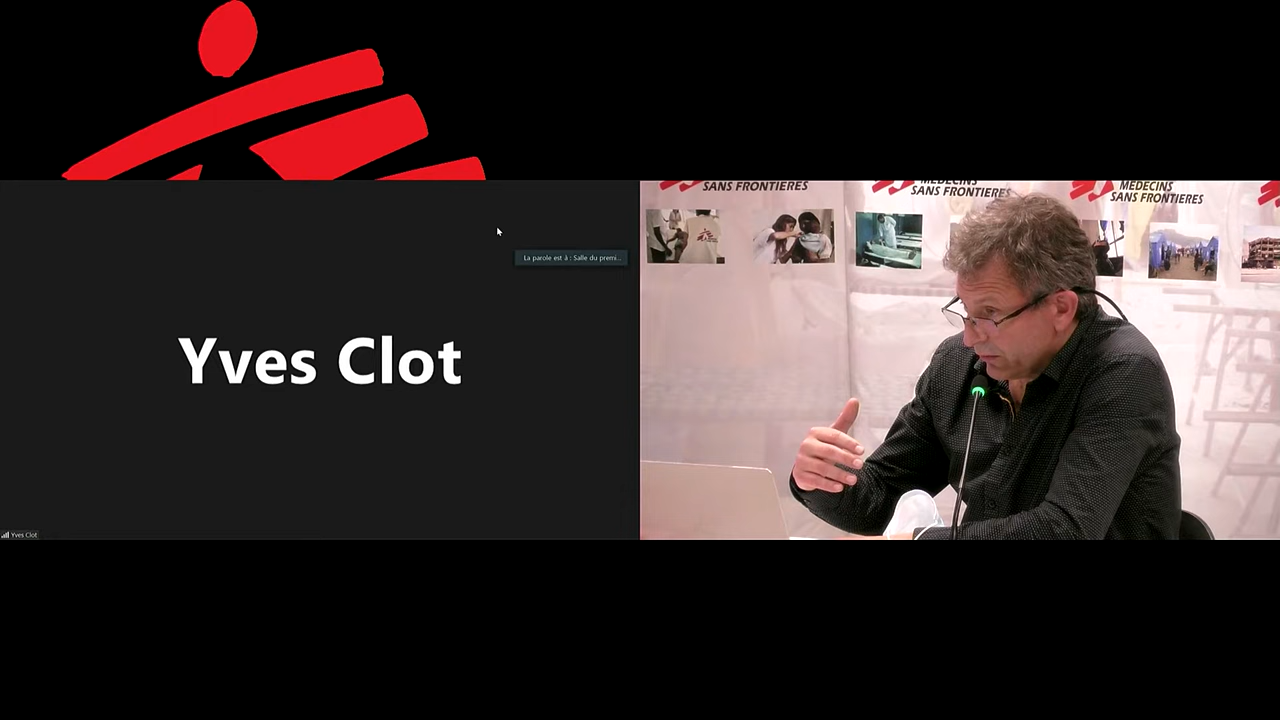 SANS FRONTIERES
MEDECINS
SANS FRONTIERES
MEDECINS
SANS FRONTIERES
La parole est à : Salle du premi...
Yves Clot
Yves Clot